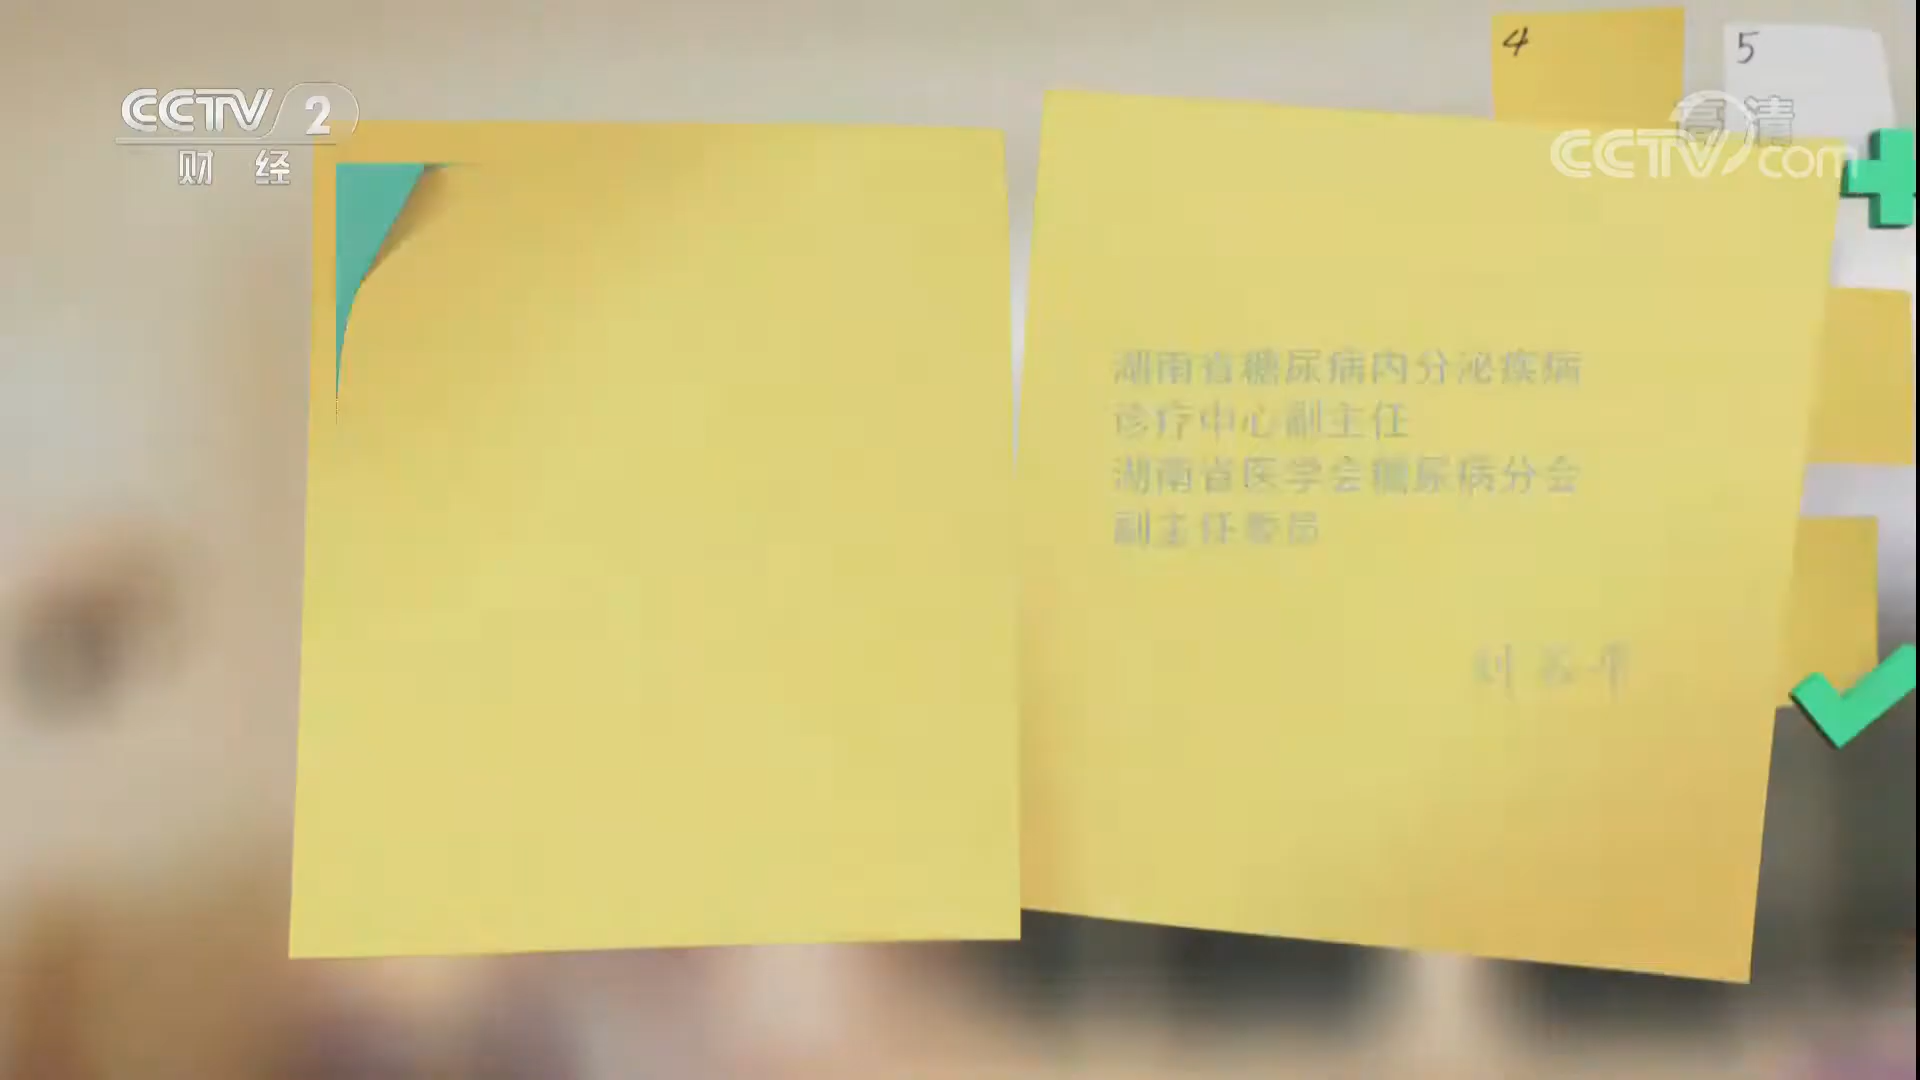 CCTV 2
财 经
4
5
高清
CCTV com
湖南省糖尿病内分泌疾病
诊疗中心副主任
湖南省医学会糖尿病分会
副主任委员